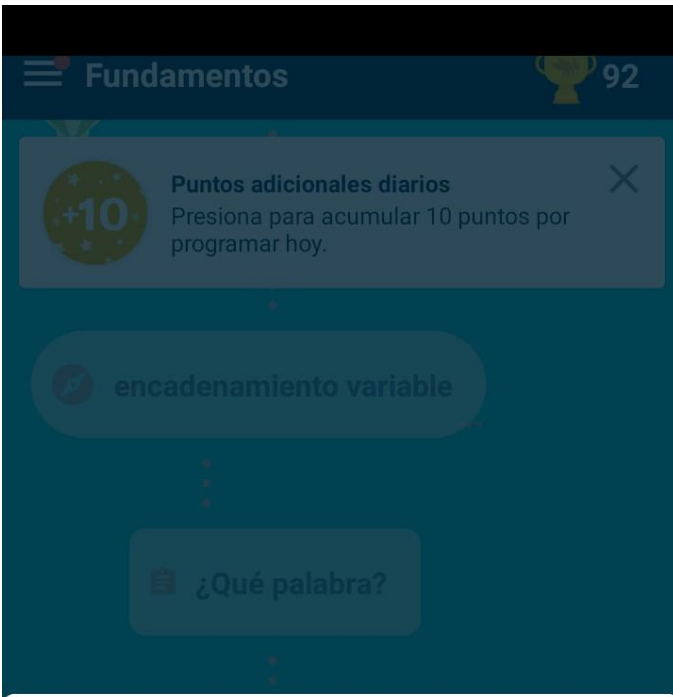 Fundamentos
92
+10
Puntos adicionales diarios
Presiona para acumular 10 puntos por
programar hoy.
encadenamiento variable
¿Qué palabra?